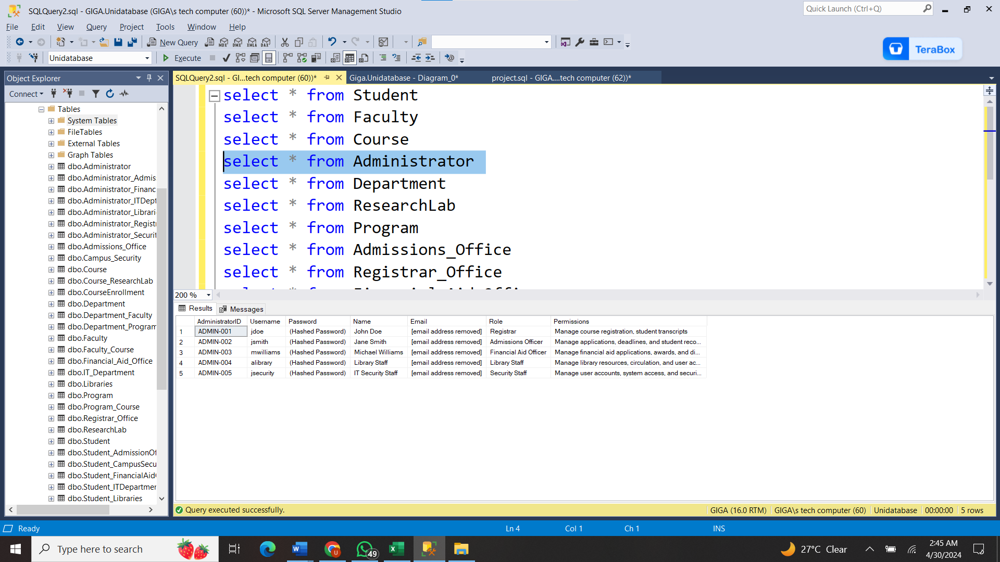 SQLQuery2.sql - GIGA.Unidatabase (GIGA\s tech computer (60))* - Microsoft SQL Server Management Studio
Quick Launch (Ctrl+Q)
File Edit View Query Project Tools Window Help
New Query MDX DMX XMLA DAX
TeraBox
Unidatabase Execute
Object Explorer
SQLQuery2.sql - GI...tech computer (60))* Giga.Unidatabase - Diagram_0* project.sql - GIGA....tech computer (62))*
Connect
Tables
System Tables
FileTables
External Tables
Graph Tables
dbo.Administrator
dbo.Administrator_Admis
dbo.Administrator_Financ
dbo.Administrator_ITDept
dbo.Administrator_Librari
dbo.Administrator_Registr
dbo.Administrator_Securit
dbo.Admissions_Office
dbo.Campus_Security
dbo.Course
dbo.Course_ResearchLab
dbo.CourseEnrollment
dbo.Department
dbo.Department_Faculty
dbo.Department_Program
dbo.Faculty
dbo.Faculty_Course
dbo.Financial_Aid_Office
dbo.IT_Department
dbo.Libraries
dbo.Program
dbo.Program_Course
dbo.Registrar_Office
dbo.ResearchLab
dbo.Student
dbo.Student_AdmissionOf
dbo.Student_CampusSecu
dbo.Student_FinancialAid
dbo.Student_ITDepartmen
dbo.Student_Libraries
select * from Student
select * from Faculty
select * from Course
select * from Administrator
select * from Department
select * from ResearchLab
select * from Program
select * from Admissions_Office
select * from Registrar_Office
200 %
Results Messages
AdministratorID Username Password Name Email Role Permissions
1 ADMIN-001 jdoe (Hashed Password) John Doe [email address removed] Registrar Manage course registration, student transcripts
2 ADMIN-002 jsmith (Hashed Password) Jane Smith [email address removed] Admissions Officer Manage applications, deadlines, and student reco...
3 ADMIN-003 mwilliams (Hashed Password) Michael Williams [email address removed] Financial Aid Officer Manage financial aid applications, awards, and di...
4 ADMIN-004 alibrary (Hashed Password) Library Staff [email address removed] Library Staff Manage library resources, circulation, and user ac...
5 ADMIN-005 jsecurity (Hashed Password) IT Security Staff [email address removed] Security Staff Manage user accounts, system access, and securi...
Query executed successfully. GIGA (16.0 RTM) GIGA\s tech computer (60) Unidatabase 00:00:00 5 rows
Ready Ln 4 Col 1 Ch 1 INS
Type here to search 49 27°C Clear 2:45 AM
4/30/2024